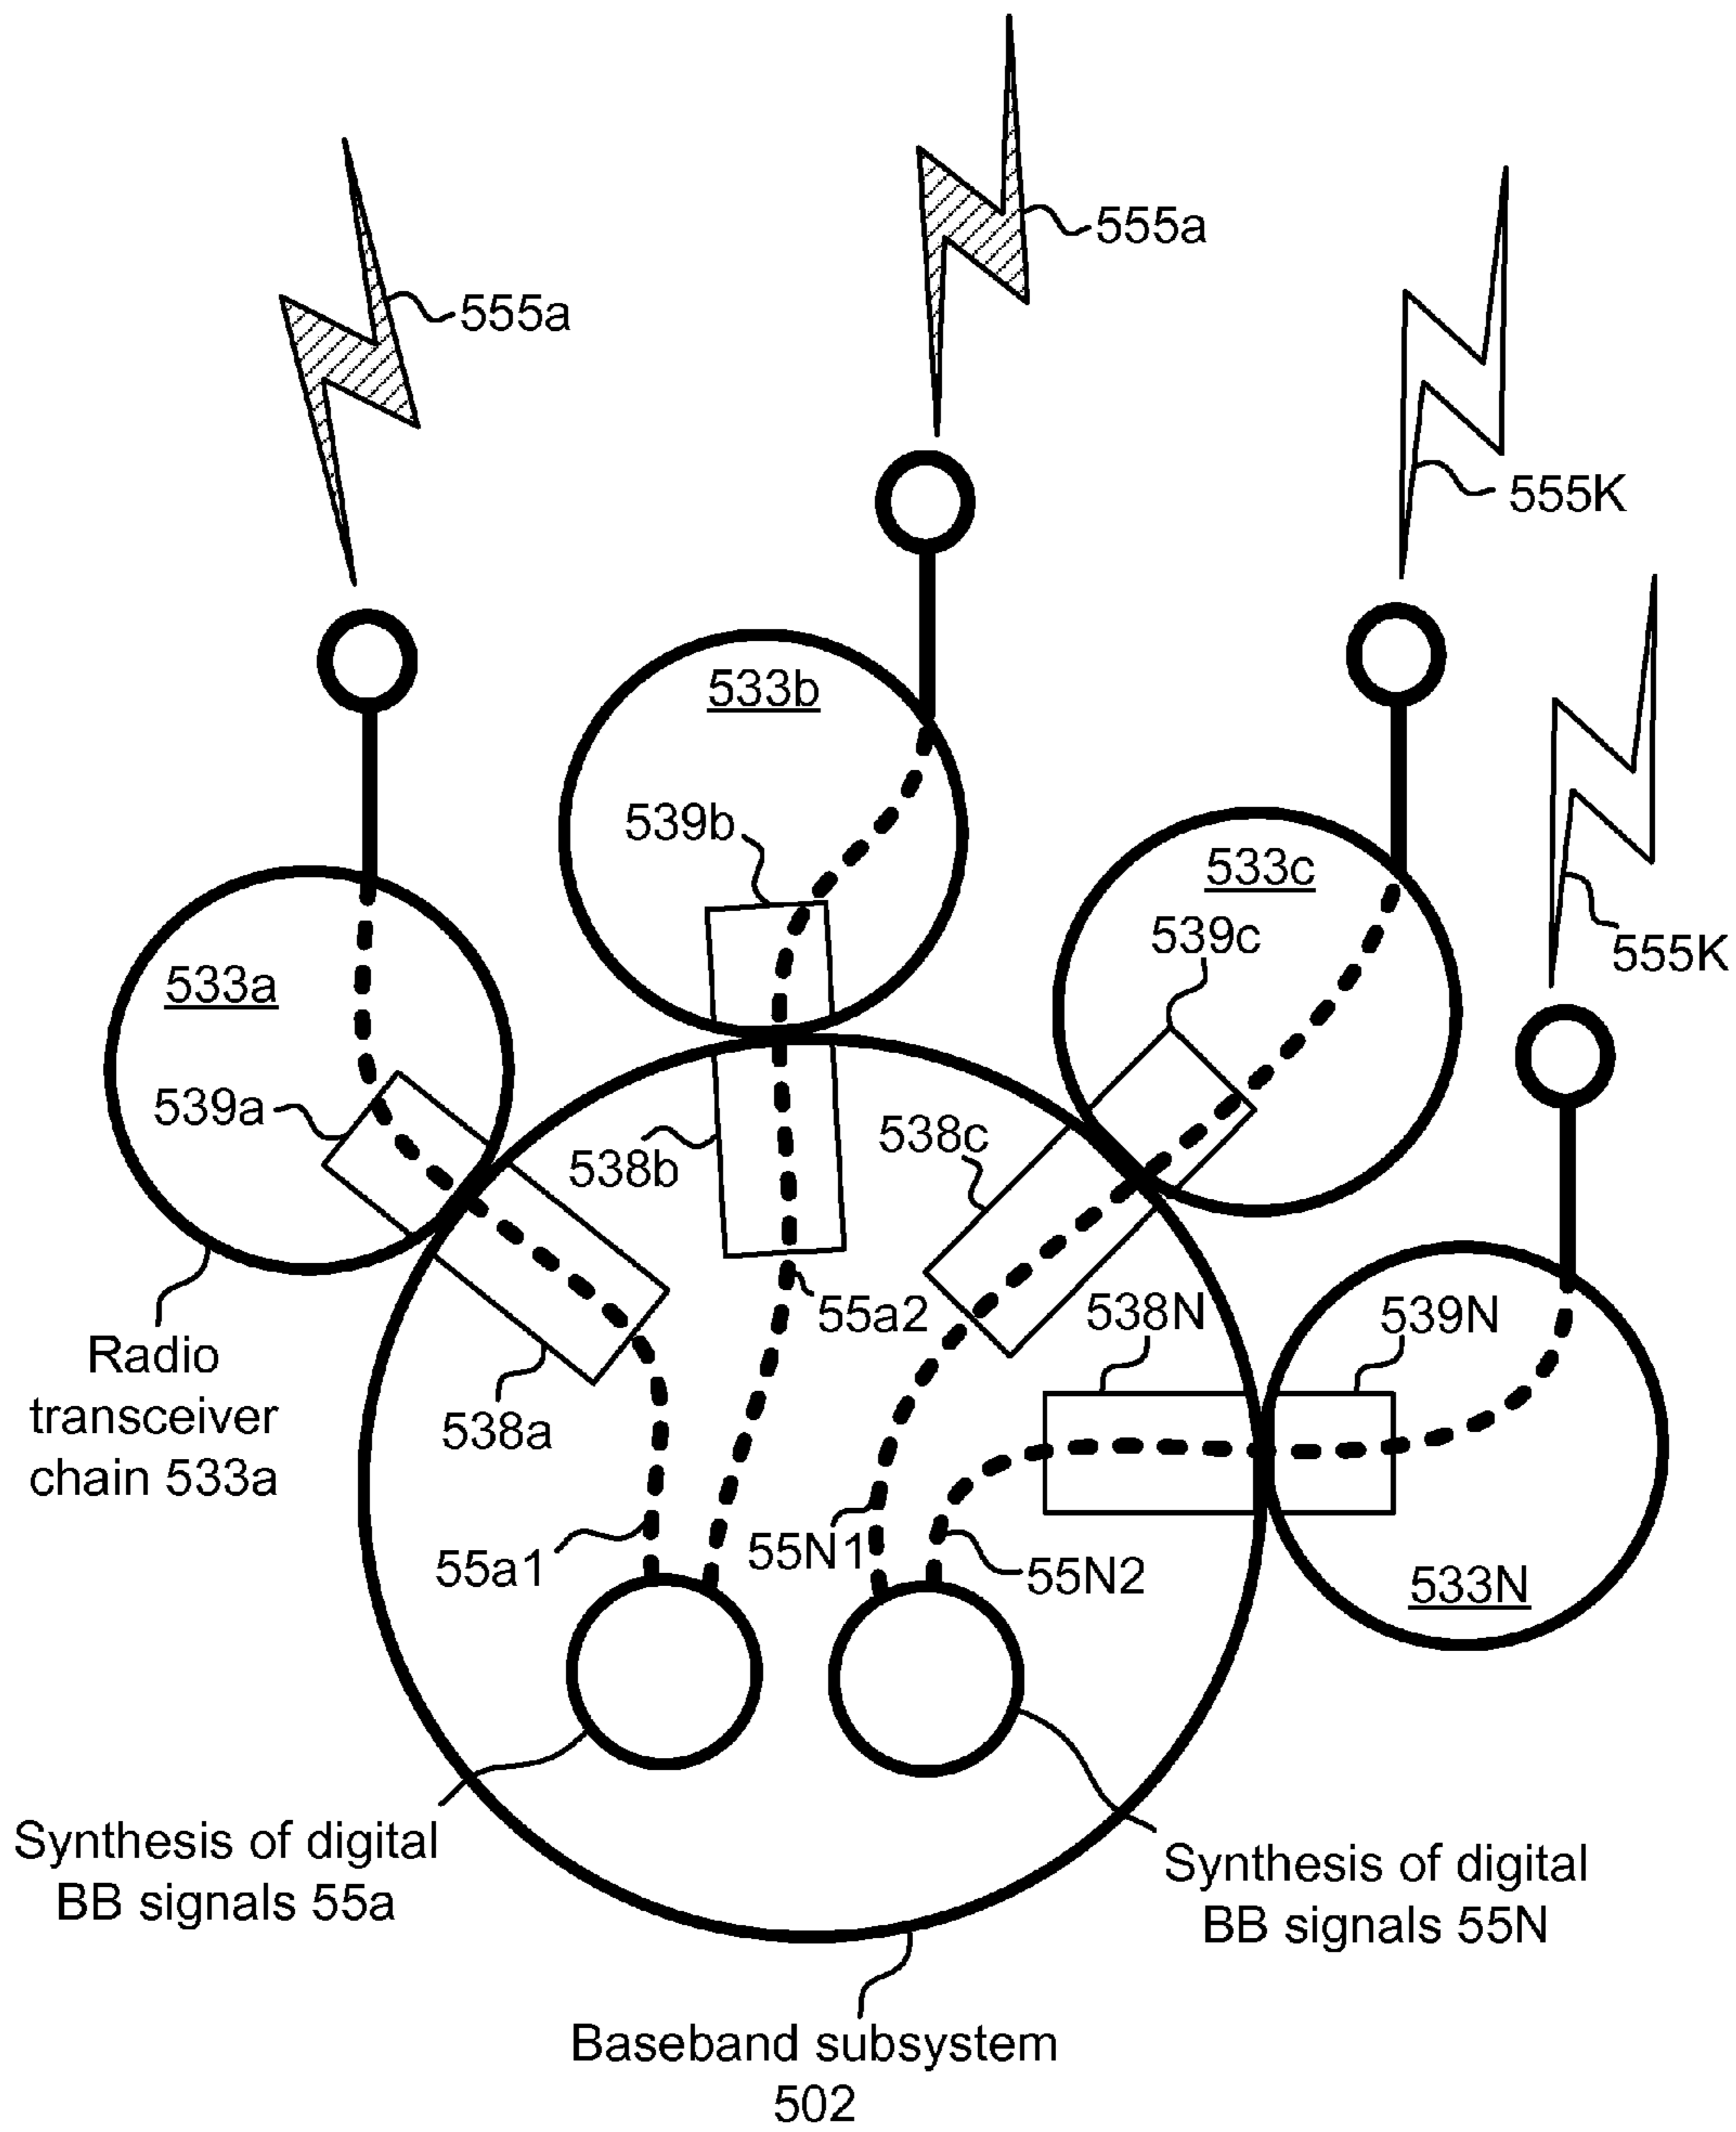 555a
555a
555K
533b
539b
533c
539c
555K
533a
539a
538b
538c
55a2
538N
539N
Radio
transceiver
chain 533a
538a
55a1
55N1
55N2
533N
Synthesis of digital
BB signals 55a
Synthesis of digital
BB signals 55N
Baseband subsystem
502